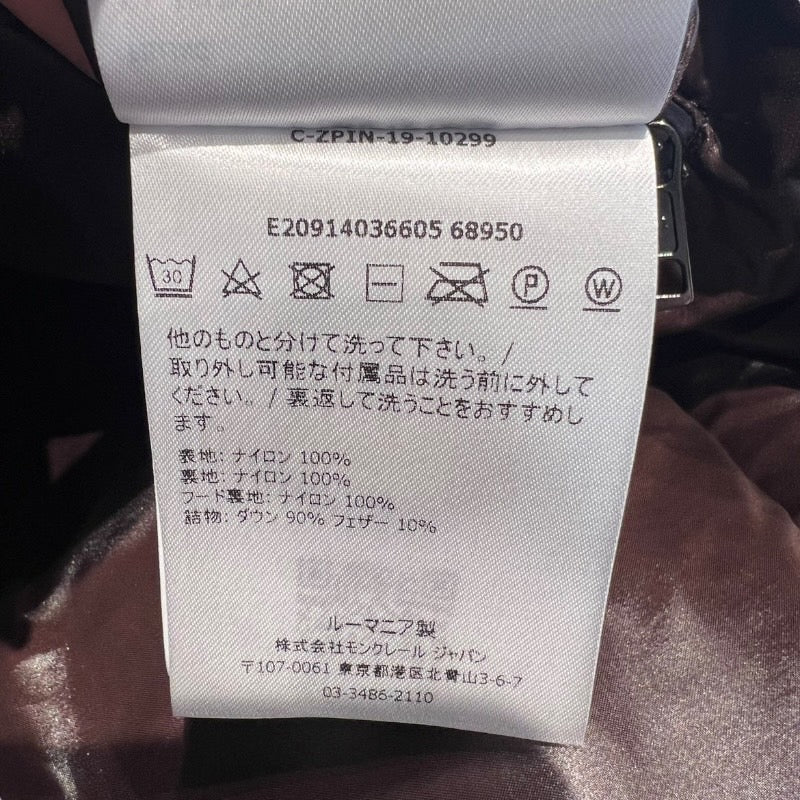 C-ZPIN-19-10299
E20914036605 68950
30 P W
他のものと分けて洗って下さい。/
取り外し可能な付属品は洗う前に外して
ください。/ 裏返して洗うことをおすすめし
ます。
表地: ナイロン 100%
裏地: ナイロン 100%
フード裏地: ナイロン 100%
詰物: ダウン 90% フェザー 10%
ルーマニア製
株式会社モンクレール ジャパン
〒107-0061 東京都港区北青山3-6-7
03-3486-2110